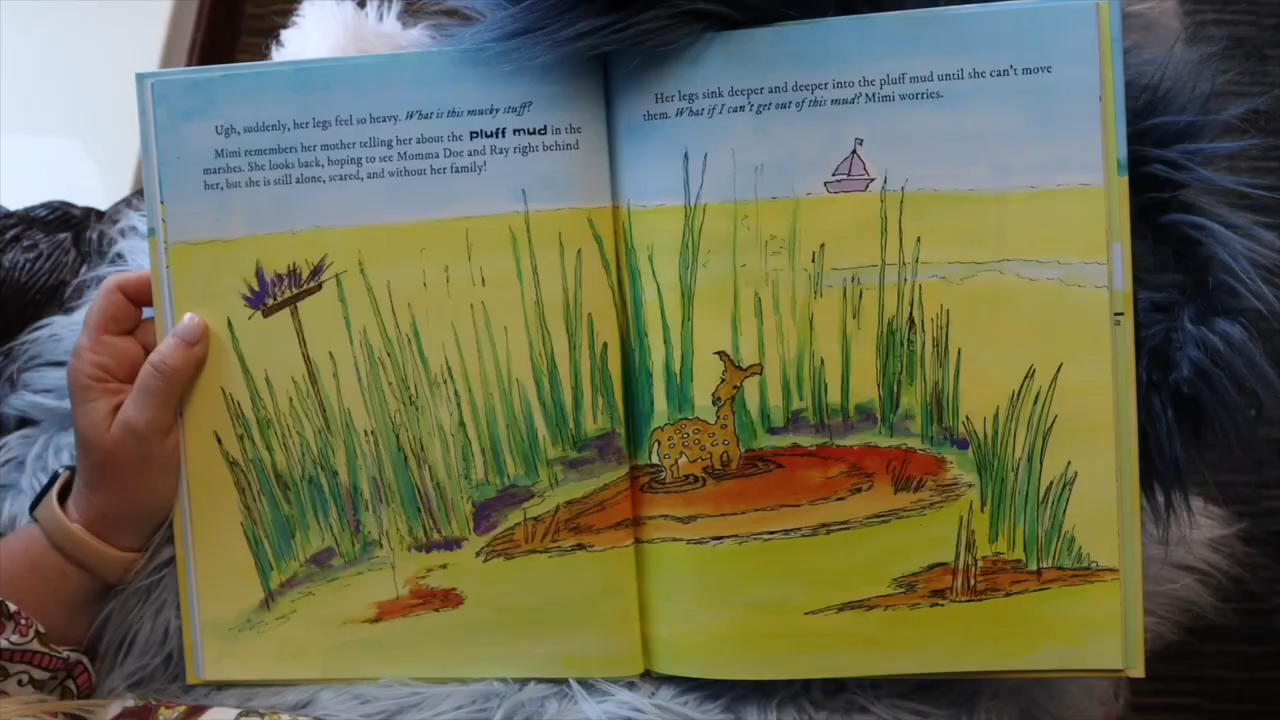 Ugh, suddenly, her legs feel so heavy. What is this mucky stuff?
Mimi remembers her mother telling her about the pluff mud in the
marshes. She looks back, hoping to see Momma Doe and Ray right behind
her, but she is still alone, scared, and without her family!
Her legs sink deeper and deeper into the pluff mud until she can't move
them. What if I can't get out of this mud? Mimi worries.